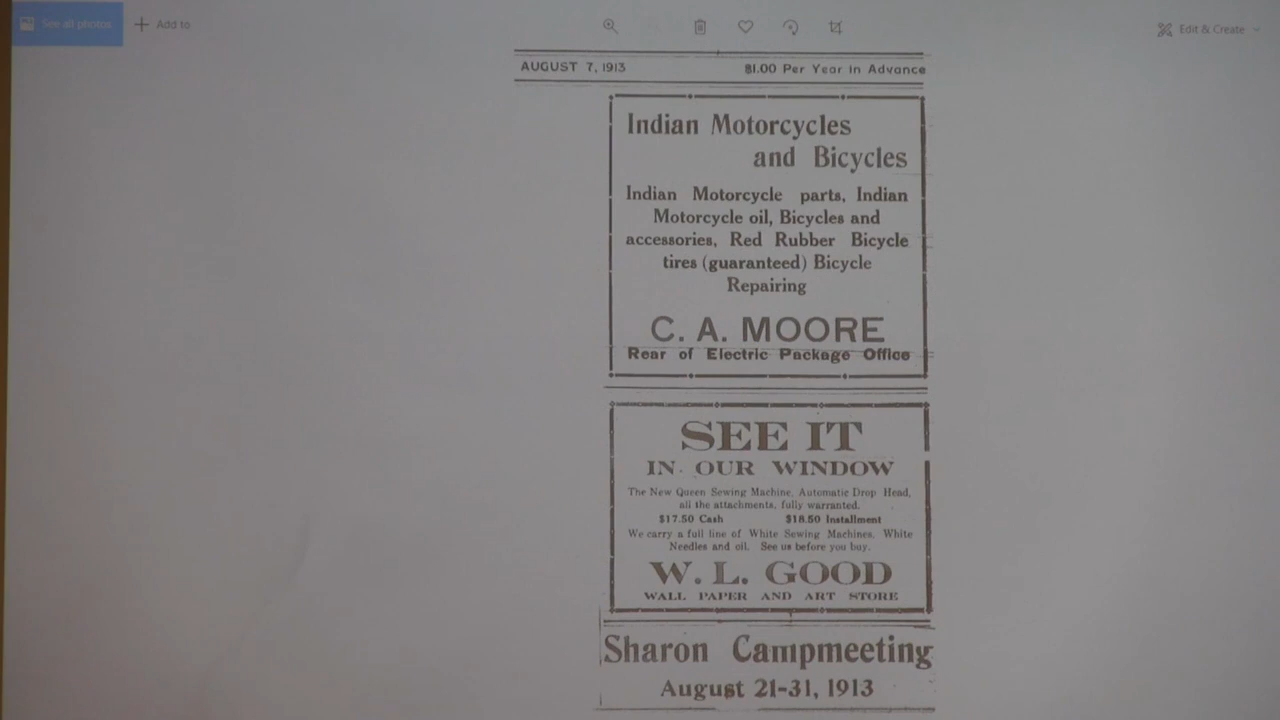 See all photos
Add to
Edit & Create
AUGUST 7, 1913
$1.00 Per Year in Advance
Indian Motorcycles
and Bicycles
Indian Motorcycle parts, Indian
Motorcycle oil, Bicycles and
accessories, Red Rubber Bicycle
tires (guaranteed) Bicycle
Repairing
C. A. MOORE
Rear of Electric Package Office
SEE IT
IN OUR WINDOW
The New Queen Sewing Machine, Automatic Drop Head,
all the attachments, fully warranted.
$17.50 Cash $18.50 Installment
We carry a full line of White Sewing Machines, White
Needles and oil. See us before you buy.
W. L. GOOD
WALL PAPER AND ART STORE
Sharon Campmeeting
August 21-31, 1913